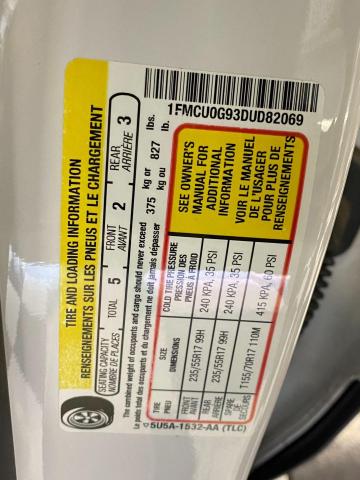 TIRE AND LOADING INFORMATION
RENSEIGNEMENTS SUR LES PNEUS ET LE CHARGEMENT
SEATING CAPACITY
NOMBRE DE PLACES
TOTAL 5
FRONT
AVANT 2
REAR
ARRIÈRE 3
The combined weight of occupants and cargo should never exceed
Le poids total des occupants et du chargement ne doit jamais dépasser
375 kg or 827 lbs.
kg ou lb.
TIRE
PNEU
SIZE
DIMENSIONS
COLD TIRE PRESSURE
PRESSION DES
PNEUS À FROID
FRONT
AVANT
235/55R17 99H
240 KPA, 35 PSI
REAR
ARRIÈRE
235/55R17 99H
240 KPA, 35 PSI
SPARE
DE
SECOURS
T155/70R17 110M
415 KPA, 60 PSI
SEE OWNER'S
MANUAL FOR
ADDITIONAL
INFORMATION
VOIR LE MANUEL
DE L'USAGER
POUR PLUS DE
RENSEIGNEMENTS
5U5A-1532-AA (TLC)
1FMCU0G93DUD82069